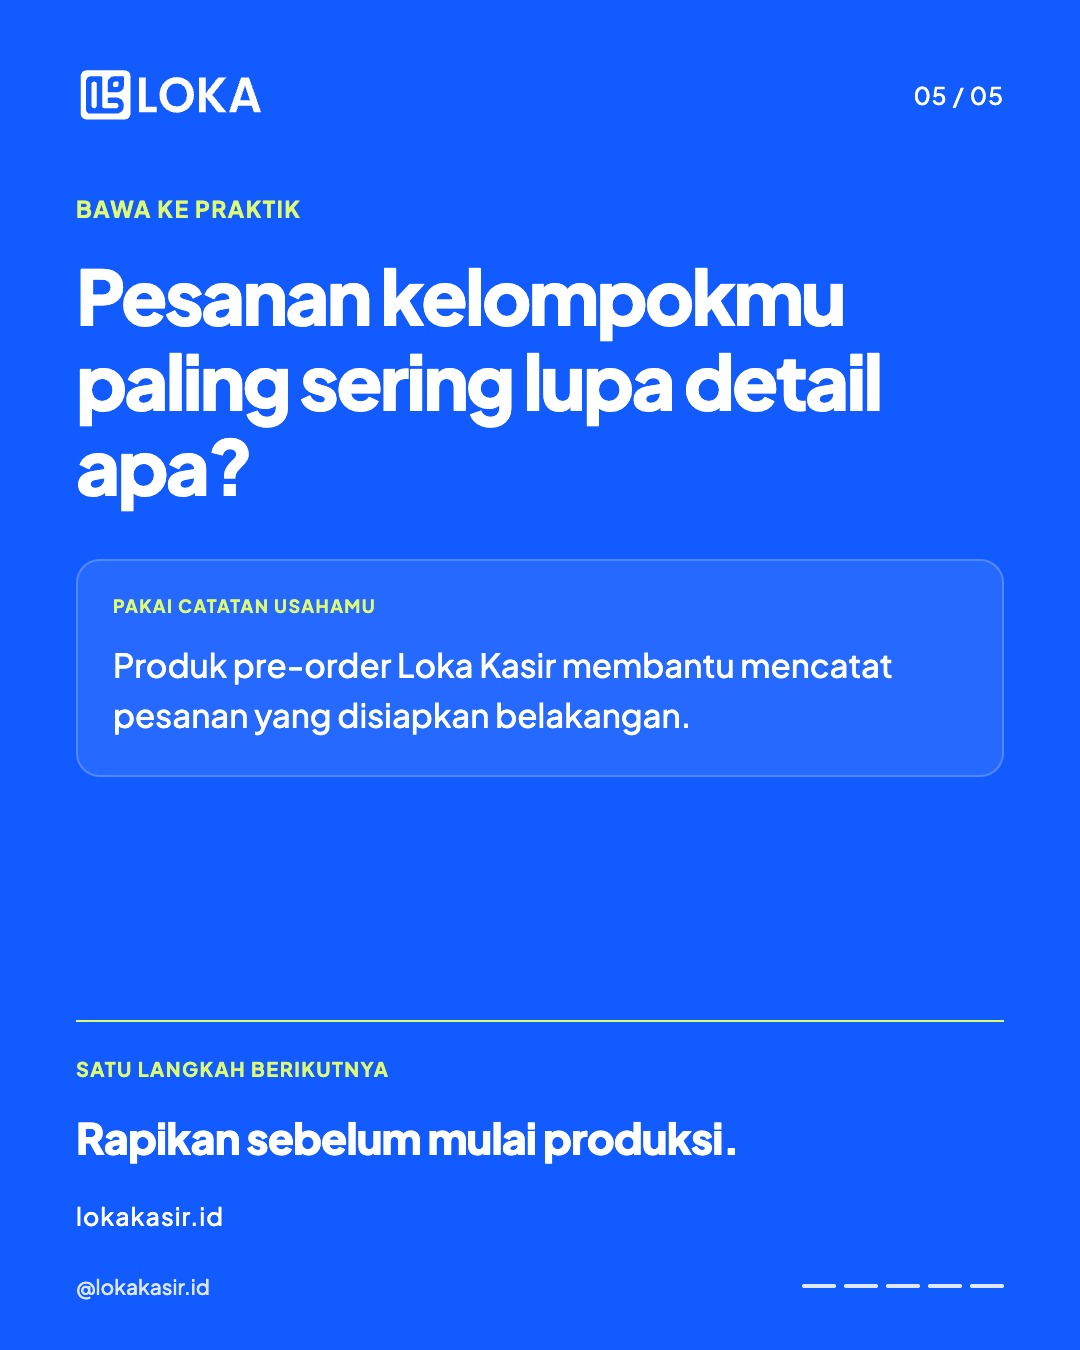 LOKA
05 / 05
BAWA KE PRAKTIK
Pesanan kelompokmu
paling sering lupa detail
apa?
PAKAI CATATAN USAHAMU
Produk pre-order Loka Kasir membantu mencatat
pesanan yang disiapkan belakangan.
SATU LANGKAH BERIKUTNYA
Rapikan sebelum mulai produksi.
lokakasir.id
@lokakasir.id